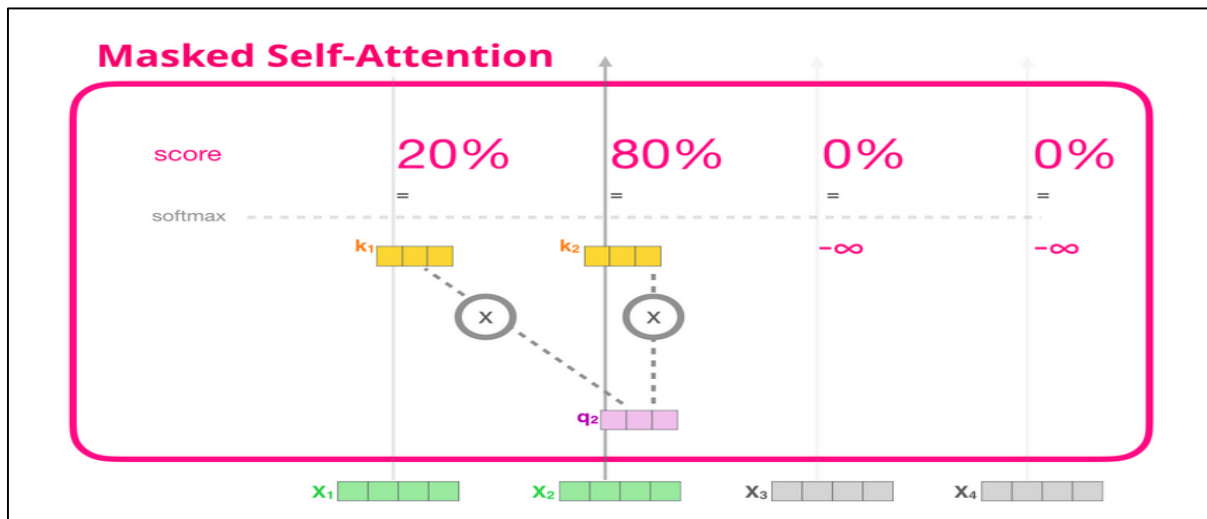 Masked Self-Attention
score 20% 80% 0% 0%
= = = =
softmax
k₁ k₂ -∞ -∞
x x
q₂
X₁ X₂ X₃ X₄